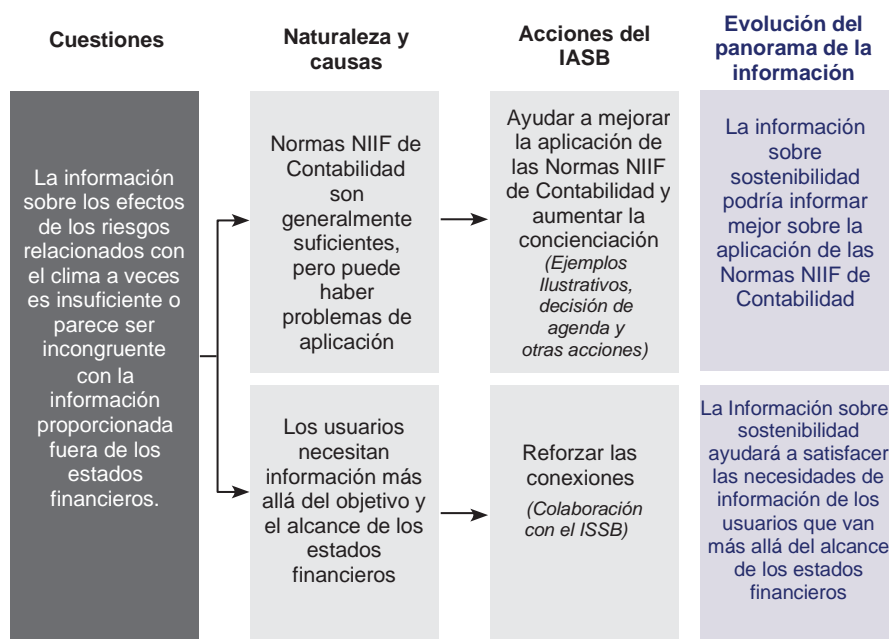 Cuestiones
Naturaleza y
causas
Acciones del
IASB
Evolución del
panorama de la
información
La información
sobre los efectos
de los riesgos
relacionados con
el clima a veces
es insuficiente o
parece ser
incongruente
con la
información
proporcionada
fuera de los
estados
financieros.
Normas NIIF de
Contabilidad
son
generalmente
suficientes,
pero puede
haber
problemas de
aplicación
Ayudar a mejorar
la aplicación de
las Normas NIIF
de Contabilidad y
aumentar la
concienciación
(Ejemplos
Ilustrativos,
decisión de
agenda y
otras acciones)
La información
sobre
sostenibilidad
podría informar
mejor sobre la
aplicación de las
Normas NIIF de
Contabilidad
Los usuarios
necesitan
información más
allá del objetivo y
el alcance de los
estados
financieros
Reforzar las
conexiones
(Colaboración
con el ISSB)
La Información sobre
sostenibilidad
ayudará a satisfacer
las necesidades de
información de los
usuarios que van
más allá del alcance
de los estados
financieros